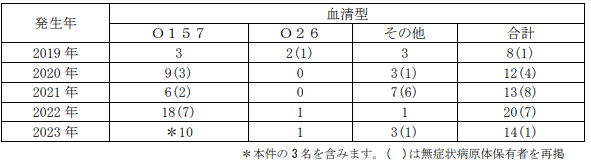 発生年 血清型
Ｏ１５７ Ｏ２６ その他 合計
2019 年 3 2(1) 3 8(1)
2020 年 9(3) 0 3(1) 12(4)
2021 年 6(2) 0 7(6) 13(8)
2022 年 18(7) 1 1 20(7)
2023 年 ＊10 1 3(1) 14(1)
＊本件の 3 名を含みます。（　）は無症状病原体保有者を再掲